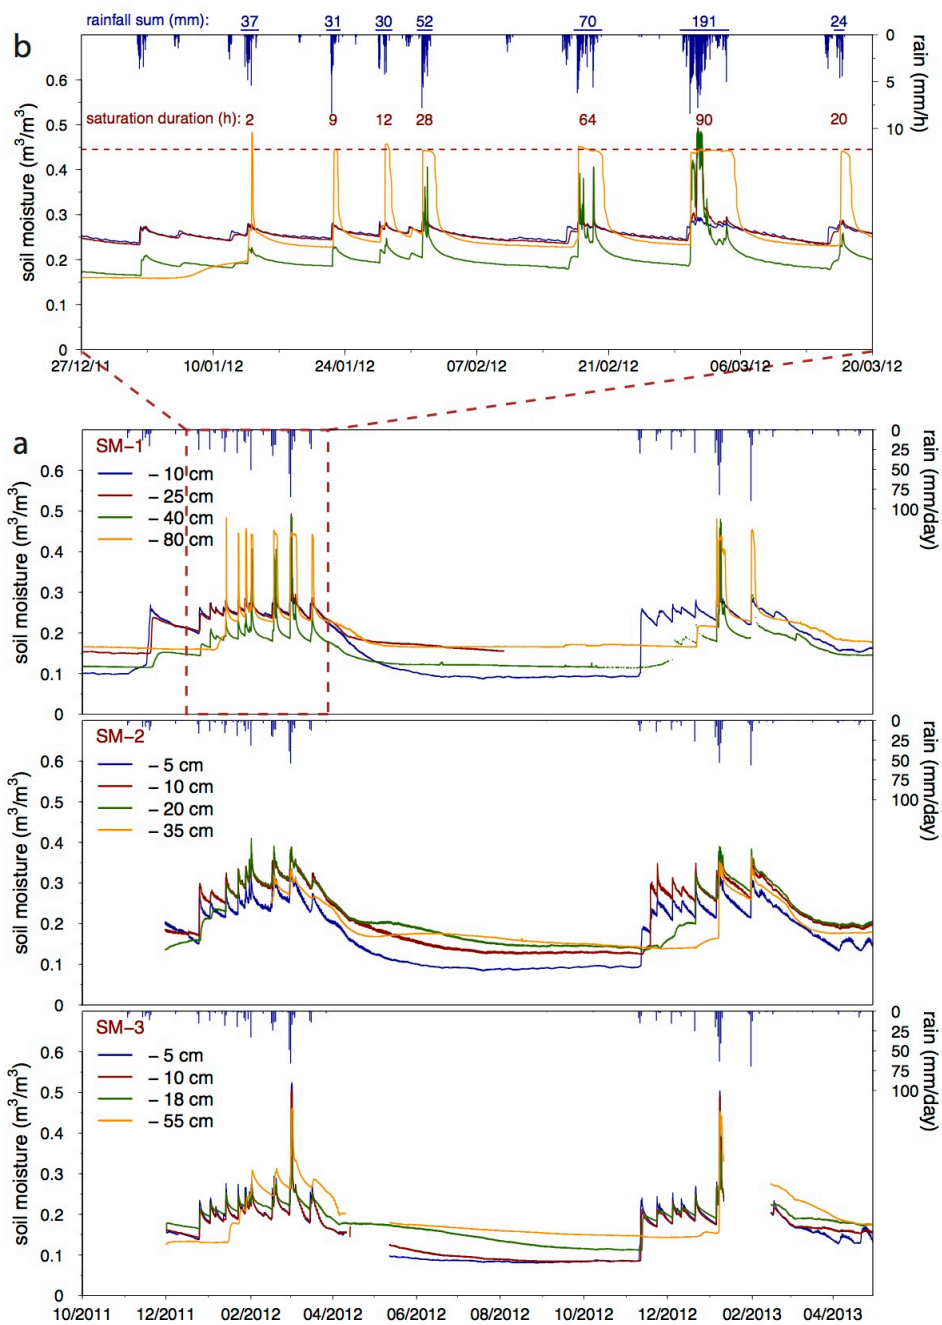 rainfall sum (mm): 37 31 30 52 70 191 24
b
0
0.6
5
0.5
saturation duration (h): 2 9 12 28 64 90 20
10
0.4
0.3
0.2
0.1
0
soil moisture (m³/m³)
rain (mm/h)
27/12/11 10/01/12 24/01/12 07/02/12 21/02/12 06/03/12 20/03/12
a
SM−1
0
0.6
25
50
75
100
− 10 cm
− 25 cm
− 40 cm
− 80 cm
0.5
0.4
0.3
0.2
0.1
0
soil moisture (m³/m³)
rain (mm/day)
SM−2
0
0.6
25
50
75
100
− 5 cm
− 10 cm
− 20 cm
− 35 cm
0.5
0.4
0.3
0.2
0.1
0
soil moisture (m³/m³)
rain (mm/day)
SM−3
0
0.6
25
50
75
100
− 5 cm
− 10 cm
− 18 cm
− 55 cm
0.5
0.4
0.3
0.2
0.1
0
soil moisture (m³/m³)
rain (mm/day)
10/2011 12/2011 02/2012 04/2012 06/2012 08/2012 10/2012 12/2012 02/2013 04/2013